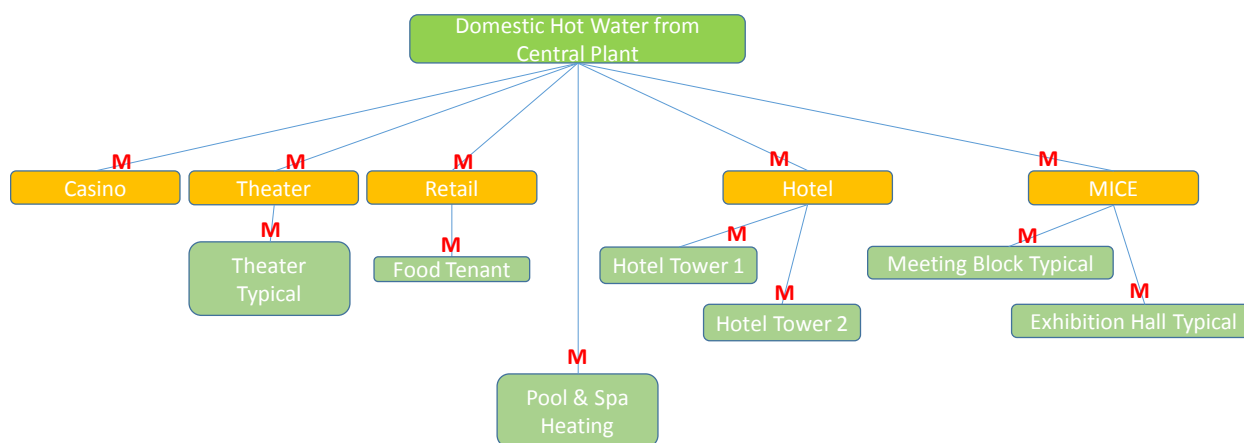 Domestic Hot Water from
Central Plant
M
M
M
M
M
Casino
Theater
Retail
Hotel
MICE
M
M
M
M
Theater
Typical
Food Tenant
Hotel Tower 1
Meeting Block Typical
M
M
Hotel Tower 2
Exhibition Hall Typical
M
Pool & Spa
Heating